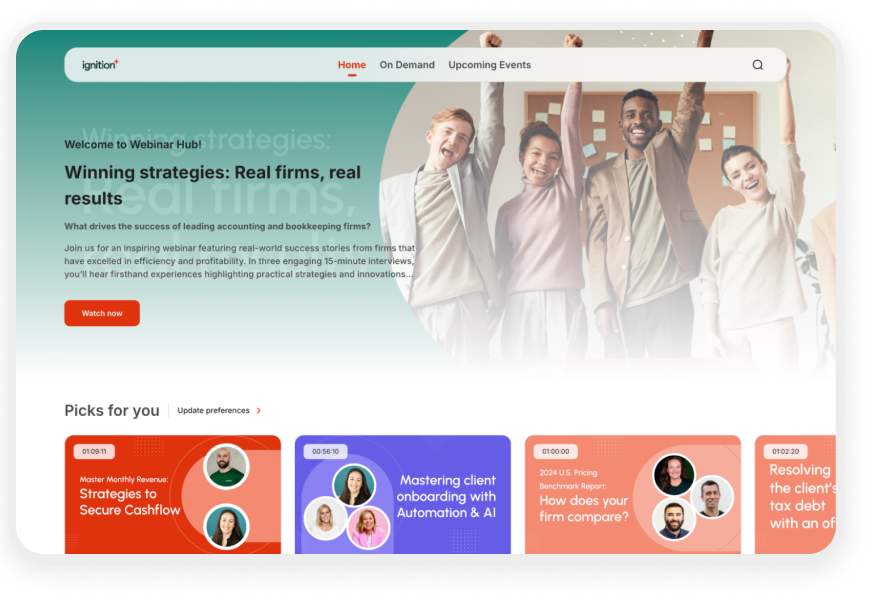 ignition+
Home
On Demand
Upcoming Events
Winning strategies:
Welcome to Webinar Hub!
Real firms,
Winning strategies: Real firms, real
results
What drives the success of leading accounting and bookkeeping firms?
Join us for an inspiring webinar featuring real-world success stories from firms that
have excelled in efficiency and profitability. In three engaging 15-minute interviews,
you'll hear firsthand experiences highlighting practical strategies and innovations...
Watch now
Picks for you
Update preferences
01:09:11
Master Monthly Revenue:
Strategies to
Secure Cashflow
00:56:10
Mastering client
onboarding with
Automation & AI
01:00:00
2024 U.S. Pricing
Benchmark Report:
How does your
firm compare?
01:02:20
Resolving
the client's
tax debt
with an of